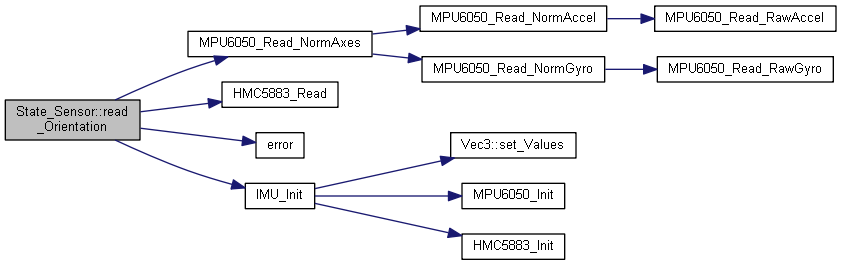 State_Sensor::read
_Orientation
MPU6050_Read_NormAxes
MPU6050_Read_NormAccel
MPU6050_Read_RawAccel
MPU6050_Read_NormGyro
MPU6050_Read_RawGyro
HMC5883_Read
error
IMU_Init
Vec3::set_Values
MPU6050_Init
HMC5883_Init